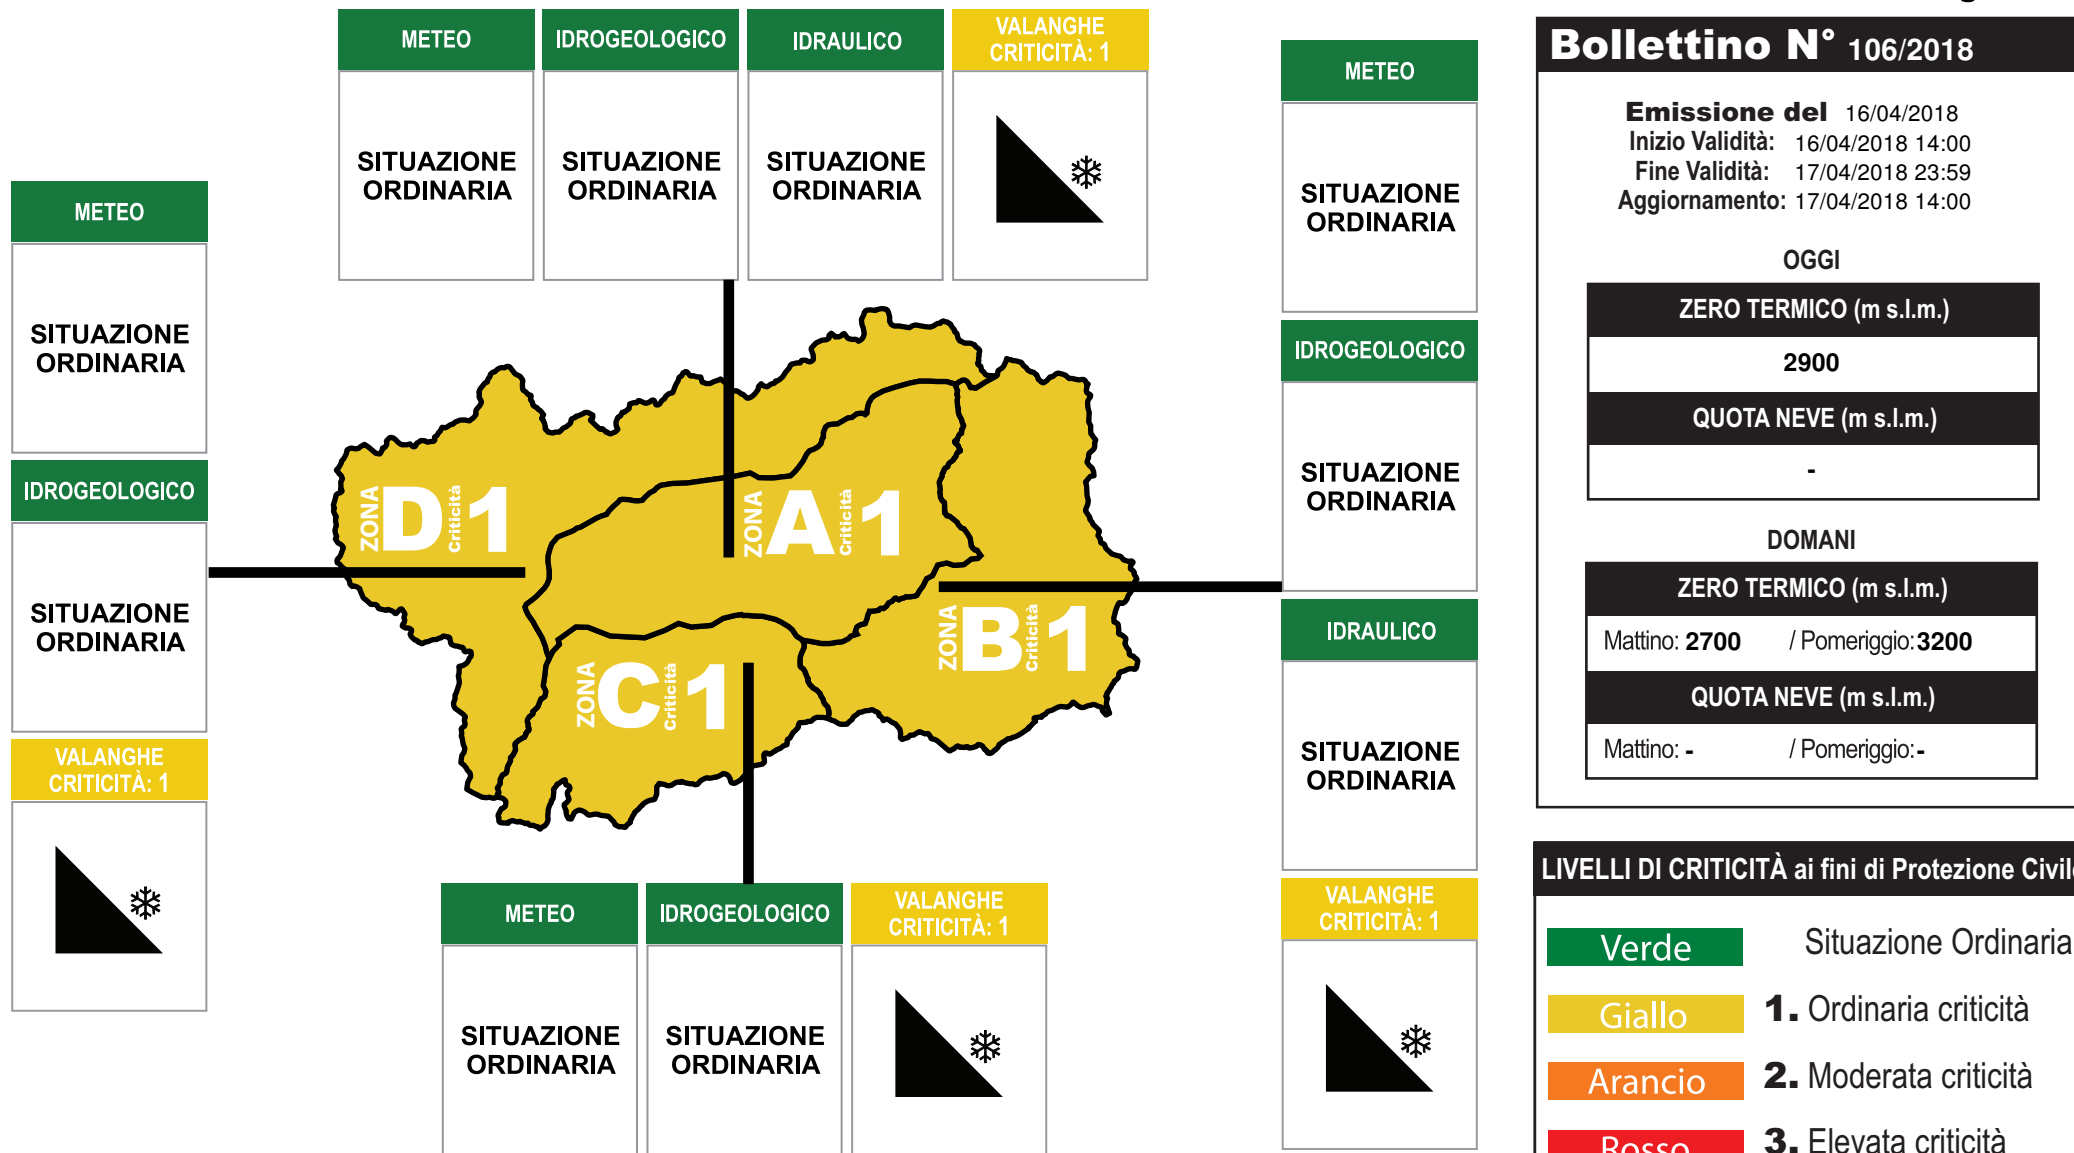 METEO
IDROGEOLOGICO
IDRAULICO
VALANGHE
CRITICITÀ: 1
SITUAZIONE
ORDINARIA
SITUAZIONE
ORDINARIA
SITUAZIONE
ORDINARIA
METEO
SITUAZIONE
ORDINARIA
IDROGEOLOGICO
SITUAZIONE
ORDINARIA
VALANGHE
CRITICITÀ: 1
ZONA D Criticità 1
ZONA A Criticità 1
ZONA B Criticità 1
ZONA C Criticità 1
METEO
IDROGEOLOGICO
VALANGHE
CRITICITÀ: 1
SITUAZIONE
ORDINARIA
SITUAZIONE
ORDINARIA
METEO
SITUAZIONE
ORDINARIA
IDROGEOLOGICO
SITUAZIONE
ORDINARIA
IDRAULICO
SITUAZIONE
ORDINARIA
VALANGHE
CRITICITÀ: 1
Bollettino N° 106/2018
Emissione del 16/04/2018
Inizio Validità: 16/04/2018 14:00
Fine Validità: 17/04/2018 23:59
Aggiornamento: 17/04/2018 14:00
OGGI
ZERO TERMICO (m s.l.m.)
2900
QUOTA NEVE (m s.l.m.)
-
DOMANI
ZERO TERMICO (m s.l.m.)
Mattino: 2700 / Pomeriggio: 3200
QUOTA NEVE (m s.l.m.)
Mattino: - / Pomeriggio: -
LIVELLI DI CRITICITÀ ai fini di Protezione Civile
Verde Situazione Ordinaria
Giallo 1. Ordinaria criticità
Arancio 2. Moderata criticità
Rosso 3. Elevata criticità